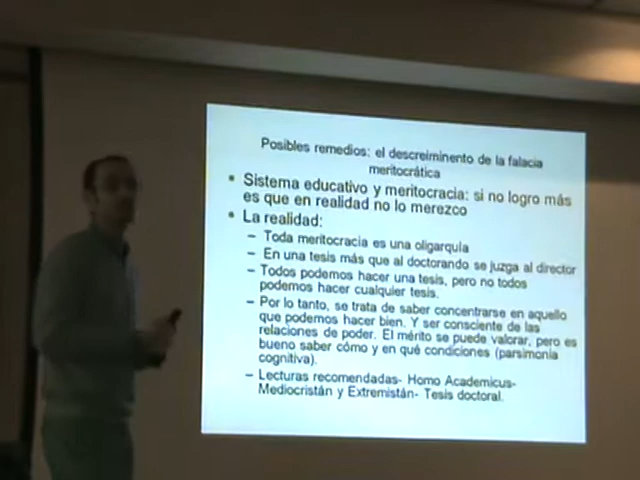 Posibles remedios: el descreiminento de la falacia
meritocrática
• Sistema educativo y meritocracia: si no logro más
es que en realidad no lo merezco
• La realidad:
– Toda meritocracia es una oligarquía
– En una tesis más que al doctorando se juzga al director
– Todos podemos hacer una tesis, pero no todos
podemos hacer cualquier tesis.
– Por lo tanto, se trata de saber concentrarse en aquello
que podemos hacer bien. Y ser consciente de las
relaciones de poder. El mérito se puede valorar, pero es
bueno saber cómo y en qué condiciones (parsimonia
cognitiva).
– Lecturas recomendadas- Homo Academicus-
Mediocristán y Extremistán- Tesis doctoral.